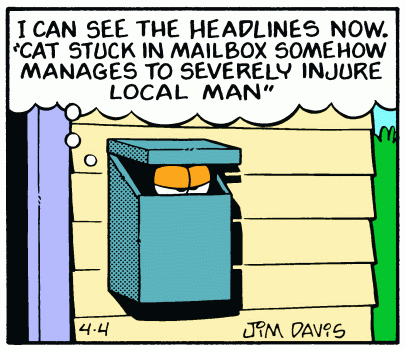 I CAN SEE THE HEADLINES NOW.
"CAT STUCK IN MAILBOX SOMEHOW
MANAGES TO SEVERELY INJURE
LOCAL MAN"
4-4
JIM DAVIS